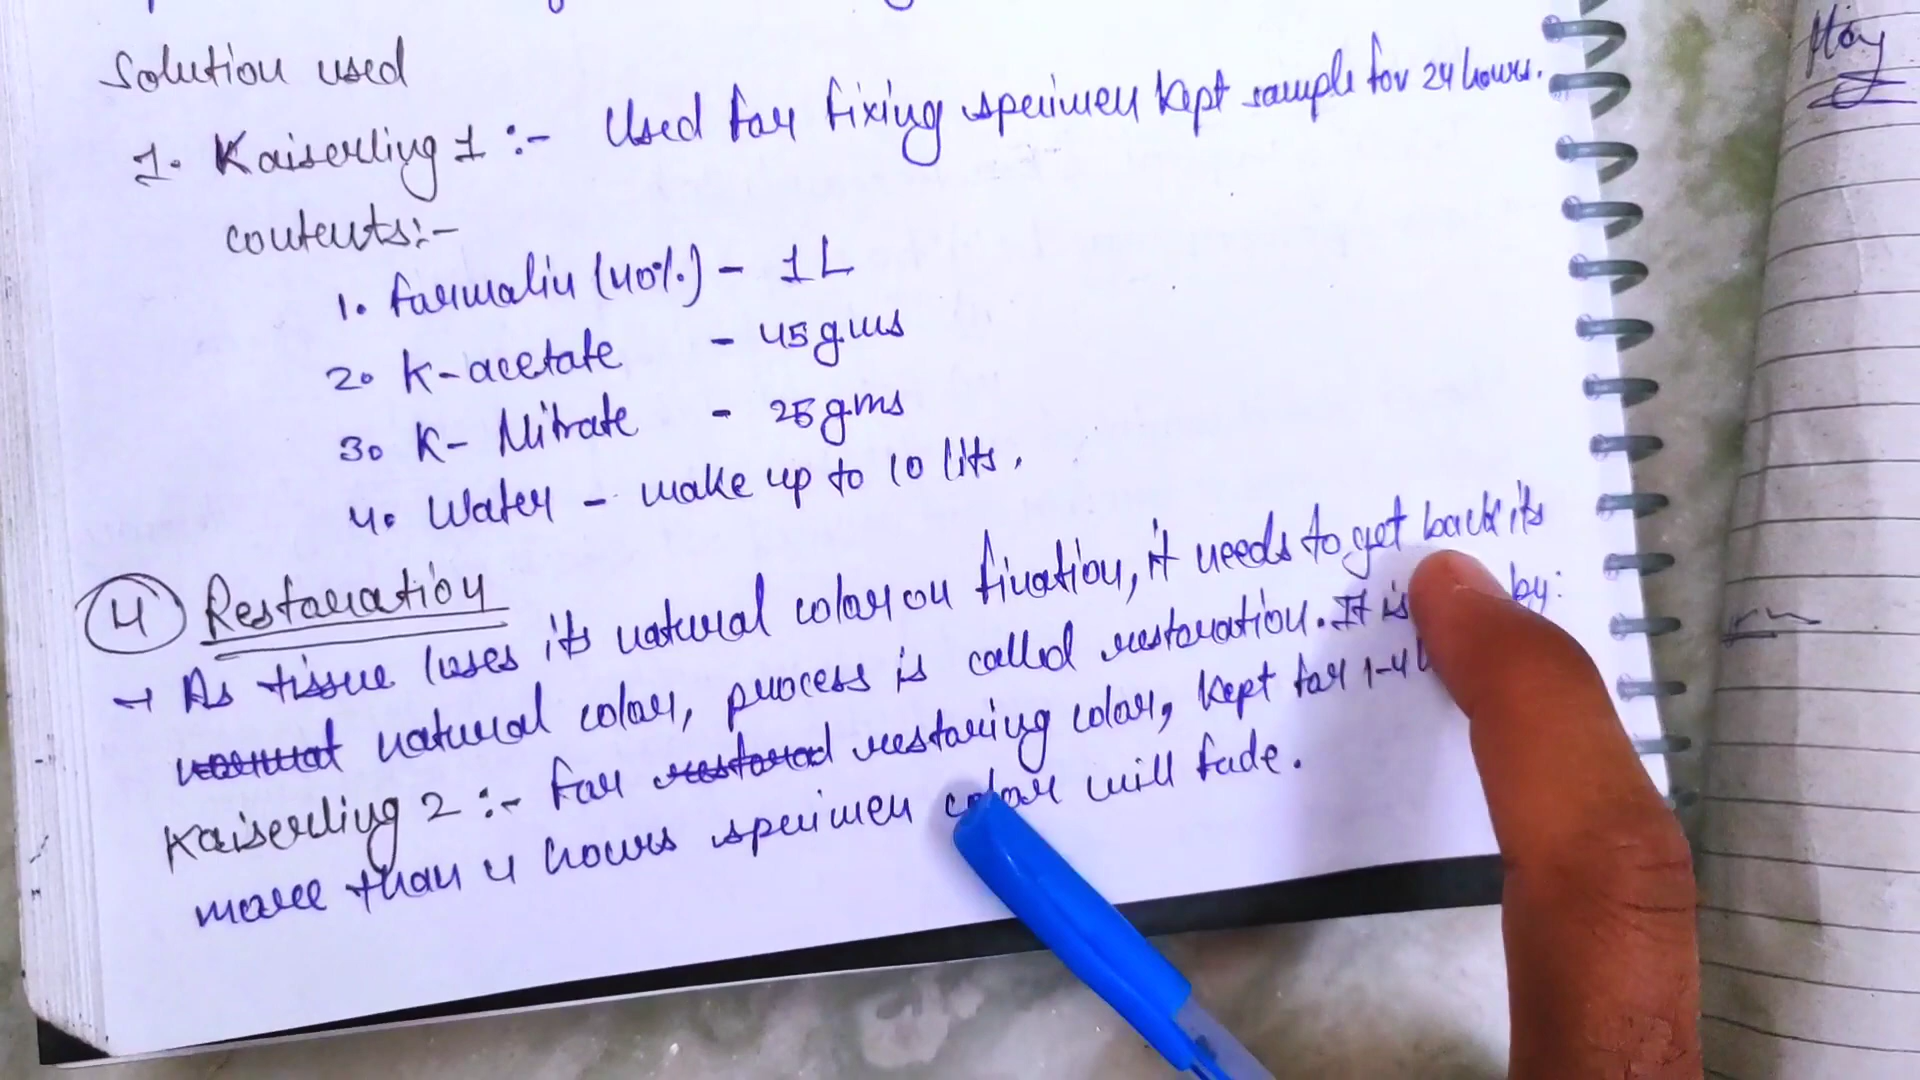 Solution used
1. Kaiserling 1 :- Used for fixing specimen kept sample for 24 hours.
contents:-
1. formalin (40%) - 1 L
2. K-acetate - 45 gms
3. K- Nitrate - 25 gms
4. Water - make up to 10 lits.
4 Restoration
→ As tissue loses its natural color on fixation, it needs to get back its
normal natural color, process is called restoration. It is by:
Kaiserling 2 :- for restored restoring color, kept for 1-4
more than 4 hours specimen color will fade.